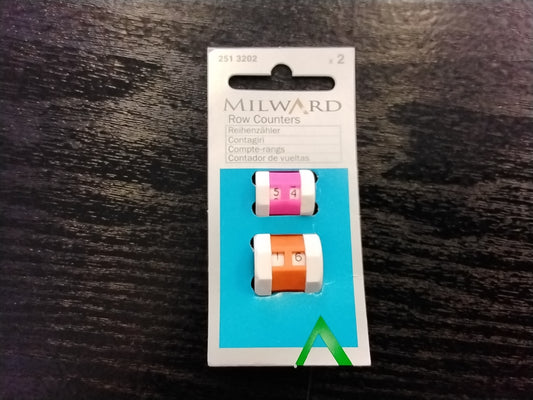 251 3202 x 2
MILWARD
Row Counters
Reihenzähler
Contagiri
Compte-rangs
Contador de vueltas
5 4
1 6